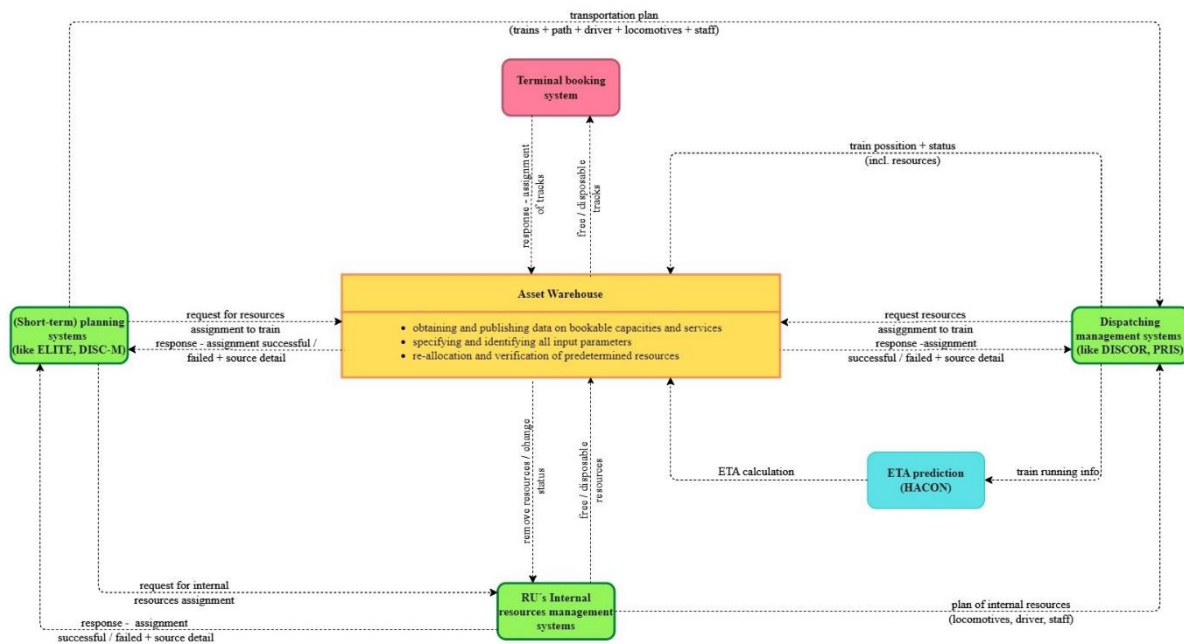 transportation plan
(trains + path + driver + locomotives + staff)
Terminal booking
system
train possition + status
(incl. resources)
response - assignment
of tracks
free / disposable
tracks
Asset Warehouse
• obtaining and publishing data on bookable capacities and services
• specifying and identifying all input parameters
• re-allocation and verification of predetermined resources
(Short-term) planning
systems
(like ELITE, DISC-M)
request for resources
assignment to train
response - assignment successful /
failed + source detail
request resources
assiggnment to train
response -assignment
successful / failed + source detail
Dispatching
management systems
(like DISCOR, PRIS)
remove resources / change
status
free / disposable
resources
ETA calculation
ETA prediction
(HACON)
train running info
request for internal
resources assignment
response - assignment
successful / failed + source detail
RU´s Internal
resources management
systems
plan of internal resources
(locomotives, driver, staff)